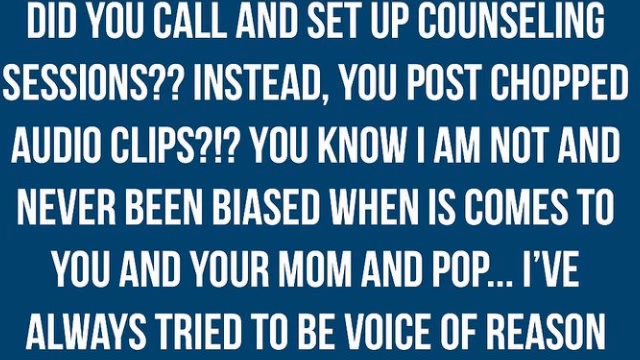 DID YOU CALL AND SET UP COUNSELING
SESSIONS?? INSTEAD, YOU POST CHOPPED
AUDIO CLIPS?!? YOU KNOW I AM NOT AND
NEVER BEEN BIASED WHEN IS COMES TO
YOU AND YOUR MOM AND POP... I'VE
ALWAYS TRIED TO BE VOICE OF REASON